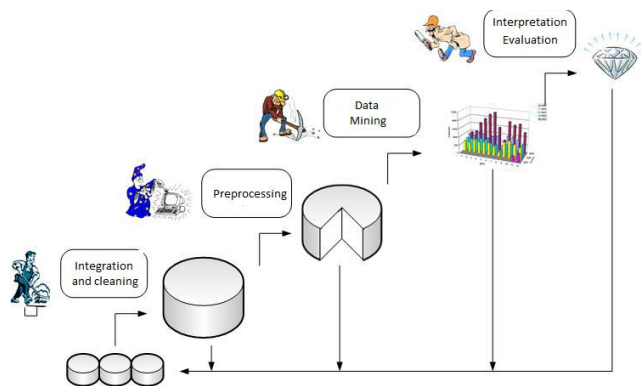 Interpretation
Evaluation
Data
Mining
Preprocessing
Integration
and cleaning